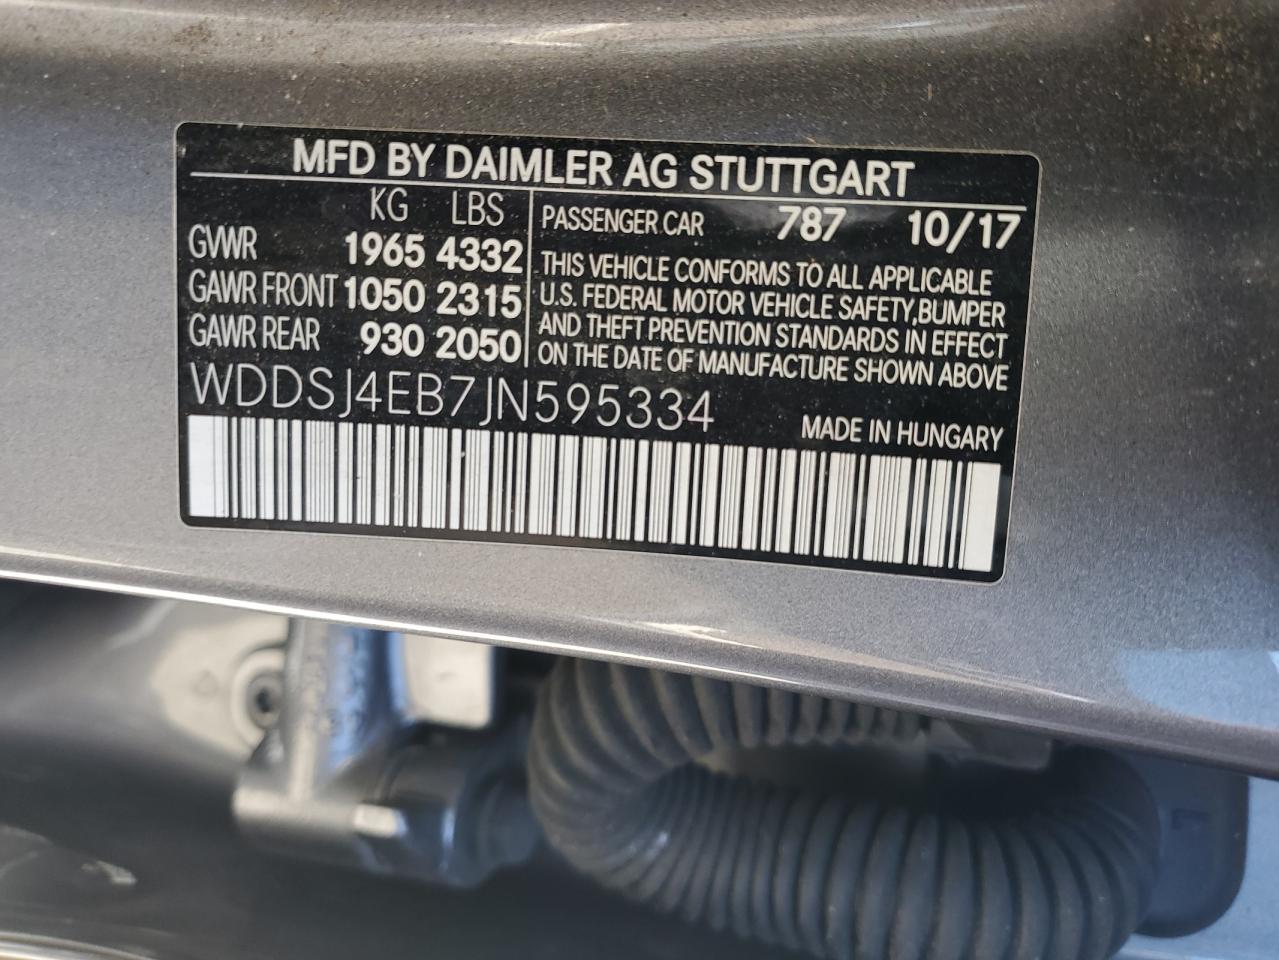 MFD BY DAIMLER AG STUTTGART
KG LBS
GVWR 1965 4332
GAWR FRONT 1050 2315
GAWR REAR 930 2050
PASSENGER CAR 787 10/17
THIS VEHICLE CONFORMS TO ALL APPLICABLE
U.S. FEDERAL MOTOR VEHICLE SAFETY,BUMPER
AND THEFT PREVENTION STANDARDS IN EFFECT
ON THE DATE OF MANUFACTURE SHOWN ABOVE
WDDSJ4EB7JN595334
MADE IN HUNGARY